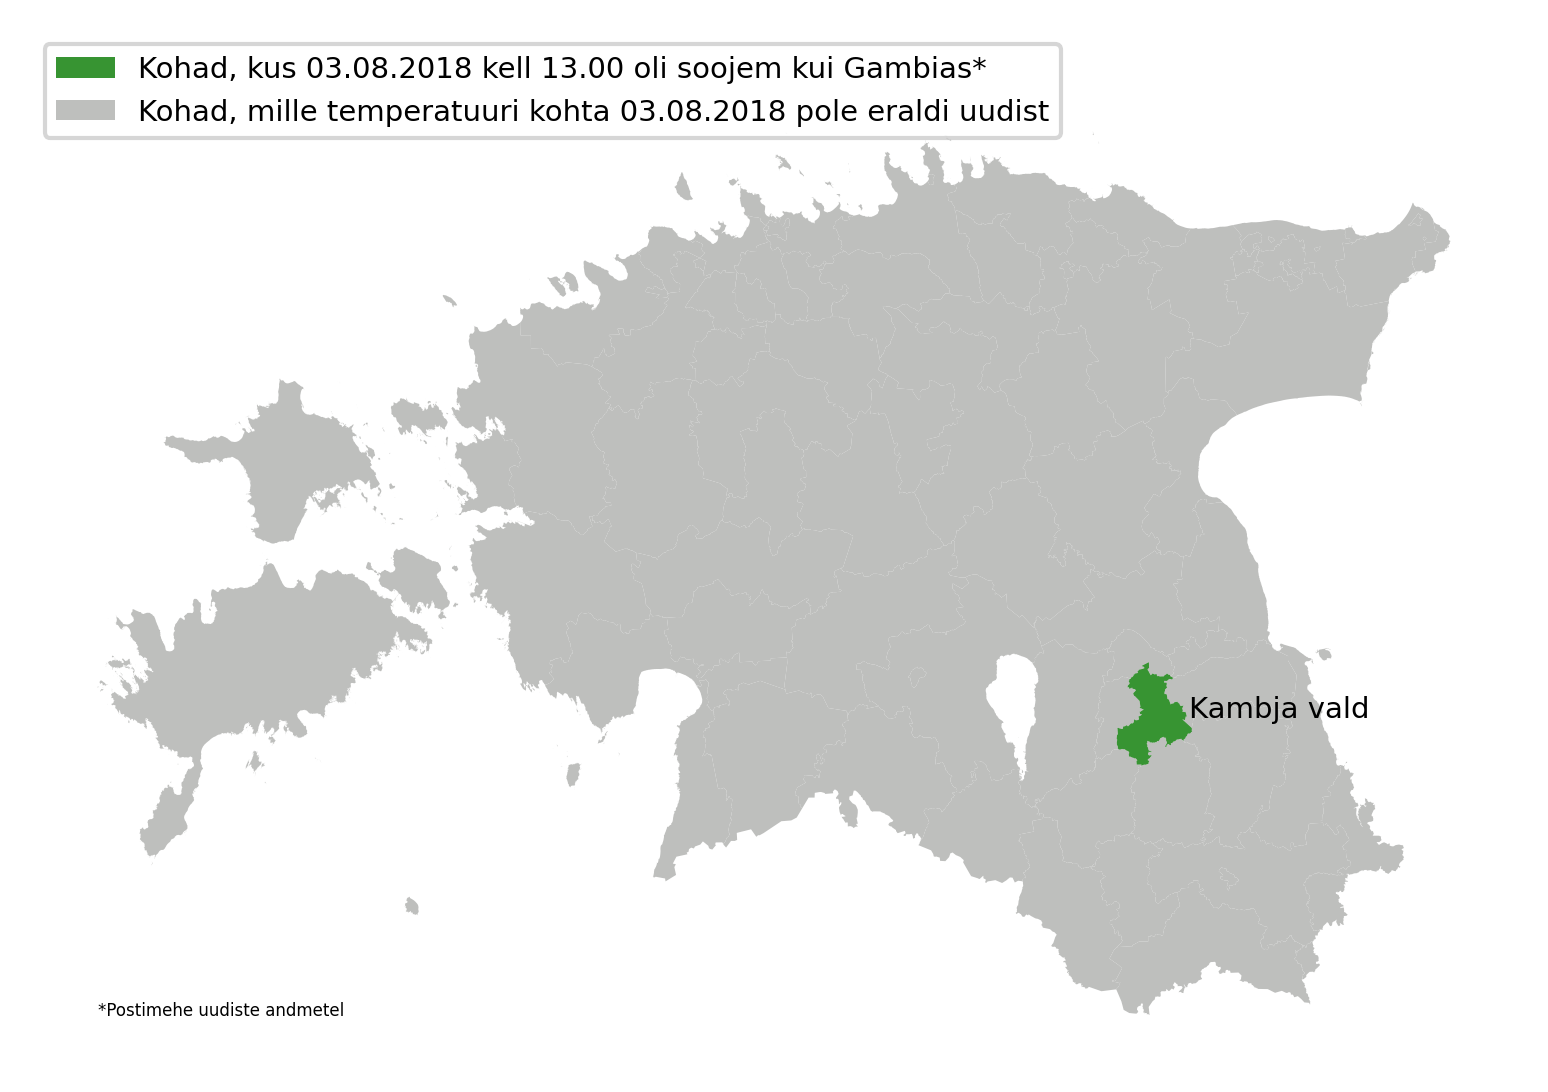 Kohad, kus 03.08.2018 kell 13.00 oli soojem kui Gambias*
Kohad, mille temperatuuri kohta 03.08.2018 pole eraldi uudist
Kambja vald
*Postimehe uudiste andmetel